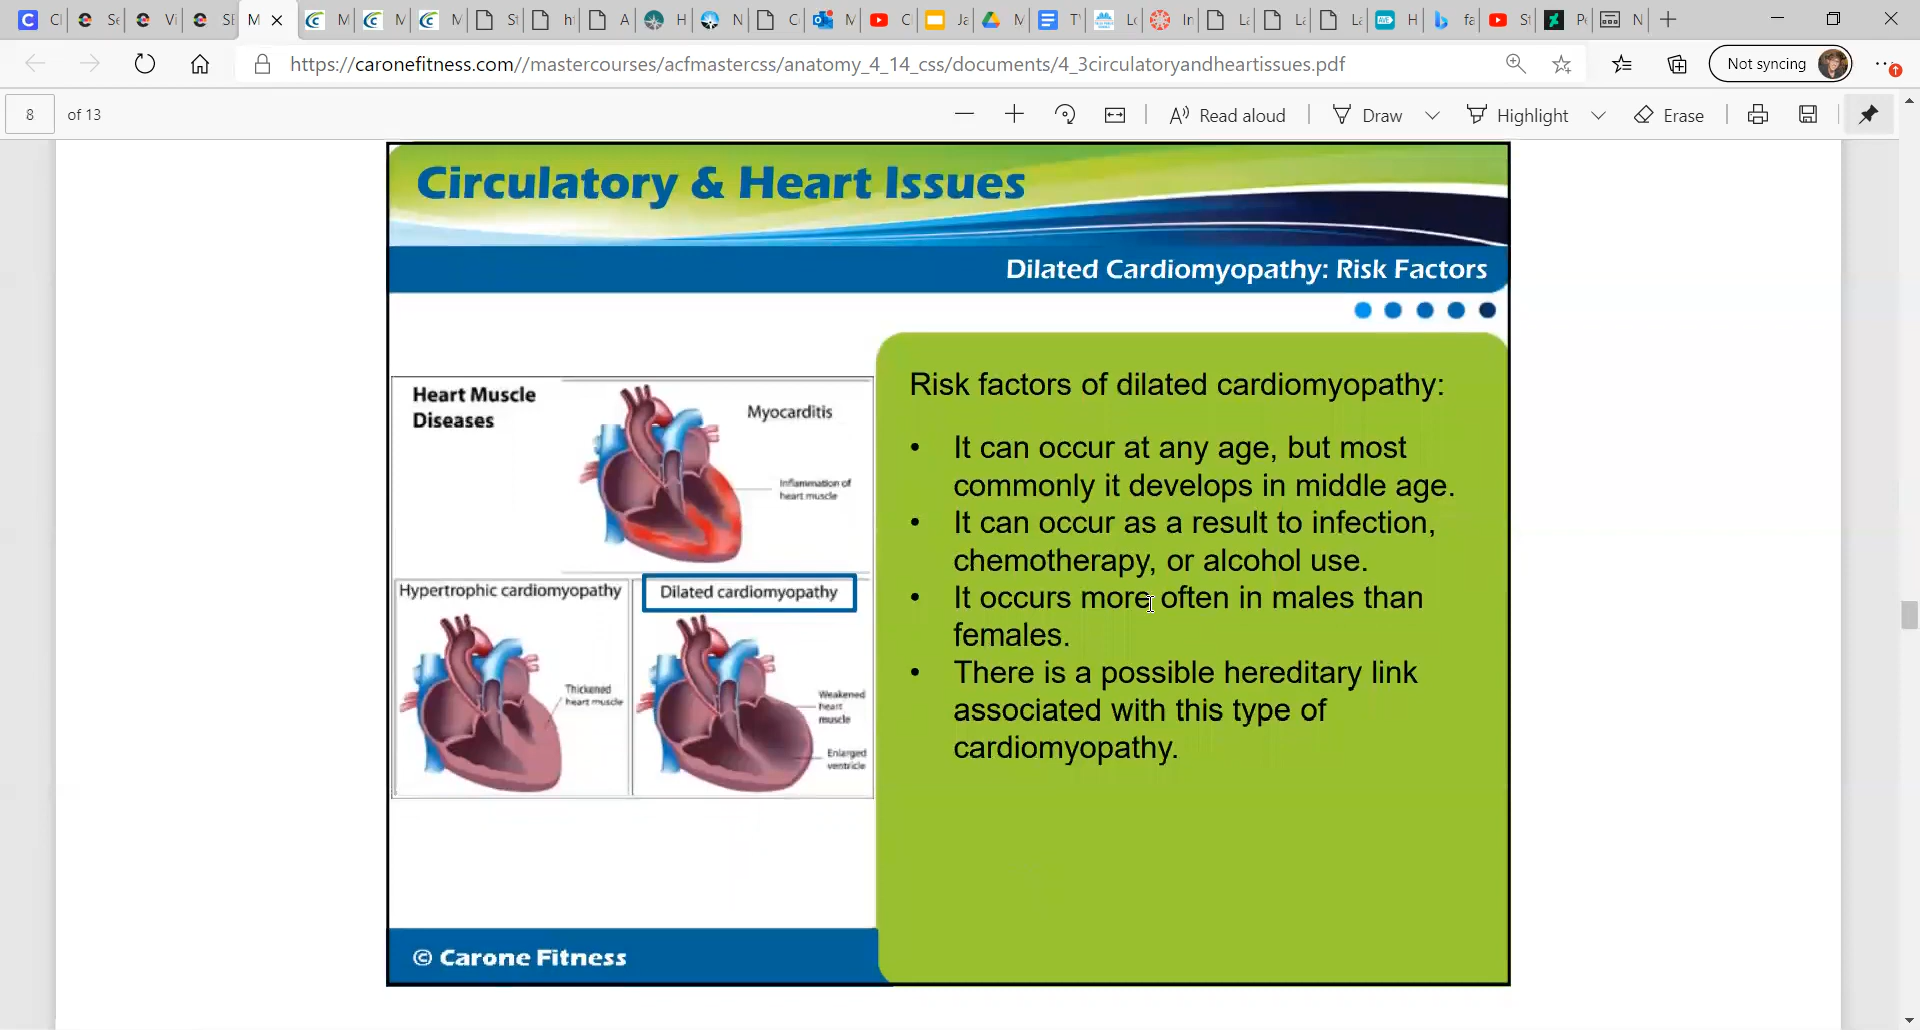 M
https://caronefitness.com//mastercourses/acfmastercss/anatomy_4_14_css/documents/4_3circulatoryandheartissues.pdf
Not syncing
8 of 13
Read aloud
Draw
Highlight
Erase
Circulatory & Heart Issues
Dilated Cardiomyopathy: Risk Factors
Heart Muscle
Diseases
Myocarditis
Inflammation of
heart muscle
Hypertrophic cardiomyopathy
Thickened
heart muscle
Dilated cardiomyopathy
Weakened
heart
muscle
Enlarged
ventricle
Risk factors of dilated cardiomyopathy:
• It can occur at any age, but most
commonly it develops in middle age.
• It can occur as a result to infection,
chemotherapy, or alcohol use.
• It occurs more often in males than
females.
• There is a possible hereditary link
associated with this type of
cardiomyopathy.
© Carone Fitness